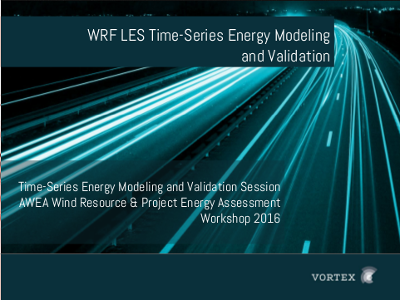 WRF LES Time-Series Energy Modeling
and Validation
Time-Series Energy Modeling and Validation Session
AWEA Wind Resource & Project Energy Assessment
Workshop 2016
VORTEX